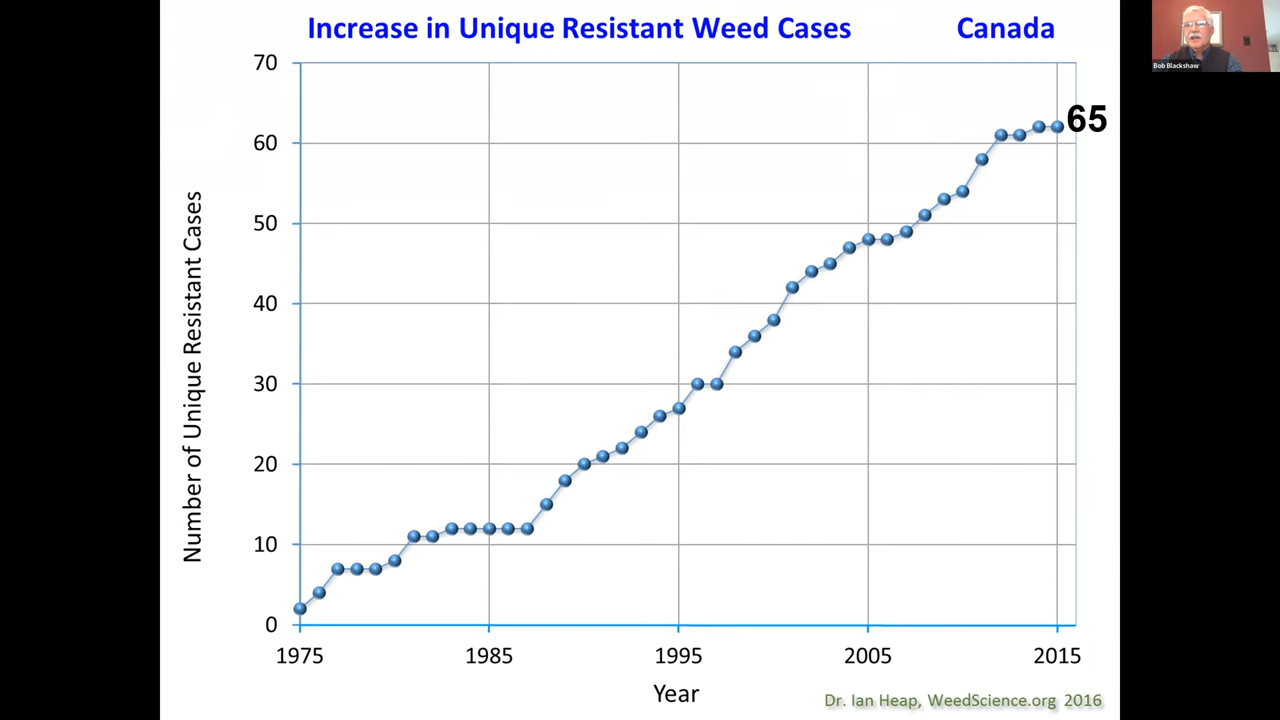 Increase in Unique Resistant Weed Cases Canada
Bob Blackshaw
70
60
50
40
30
20
10
0
65
Number of Unique Resistant Cases
1975 1985 1995 2005 2015
Year
Dr. Ian Heap, WeedScience.org 2016